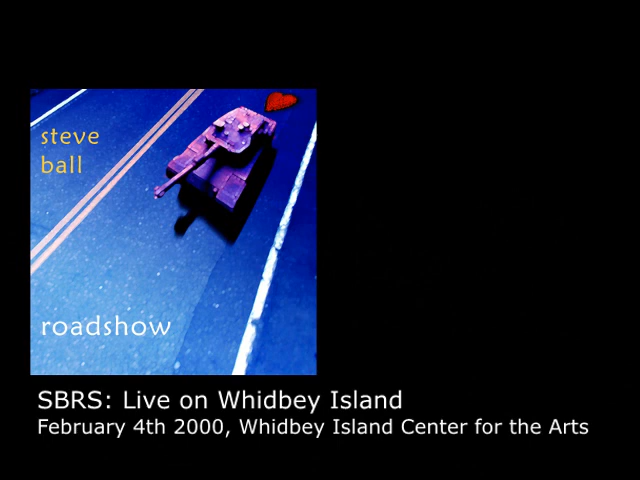 steve
ball
roadshow
SBRS: Live on Whidbey Island
February 4th 2000, Whidbey Island Center for the Arts